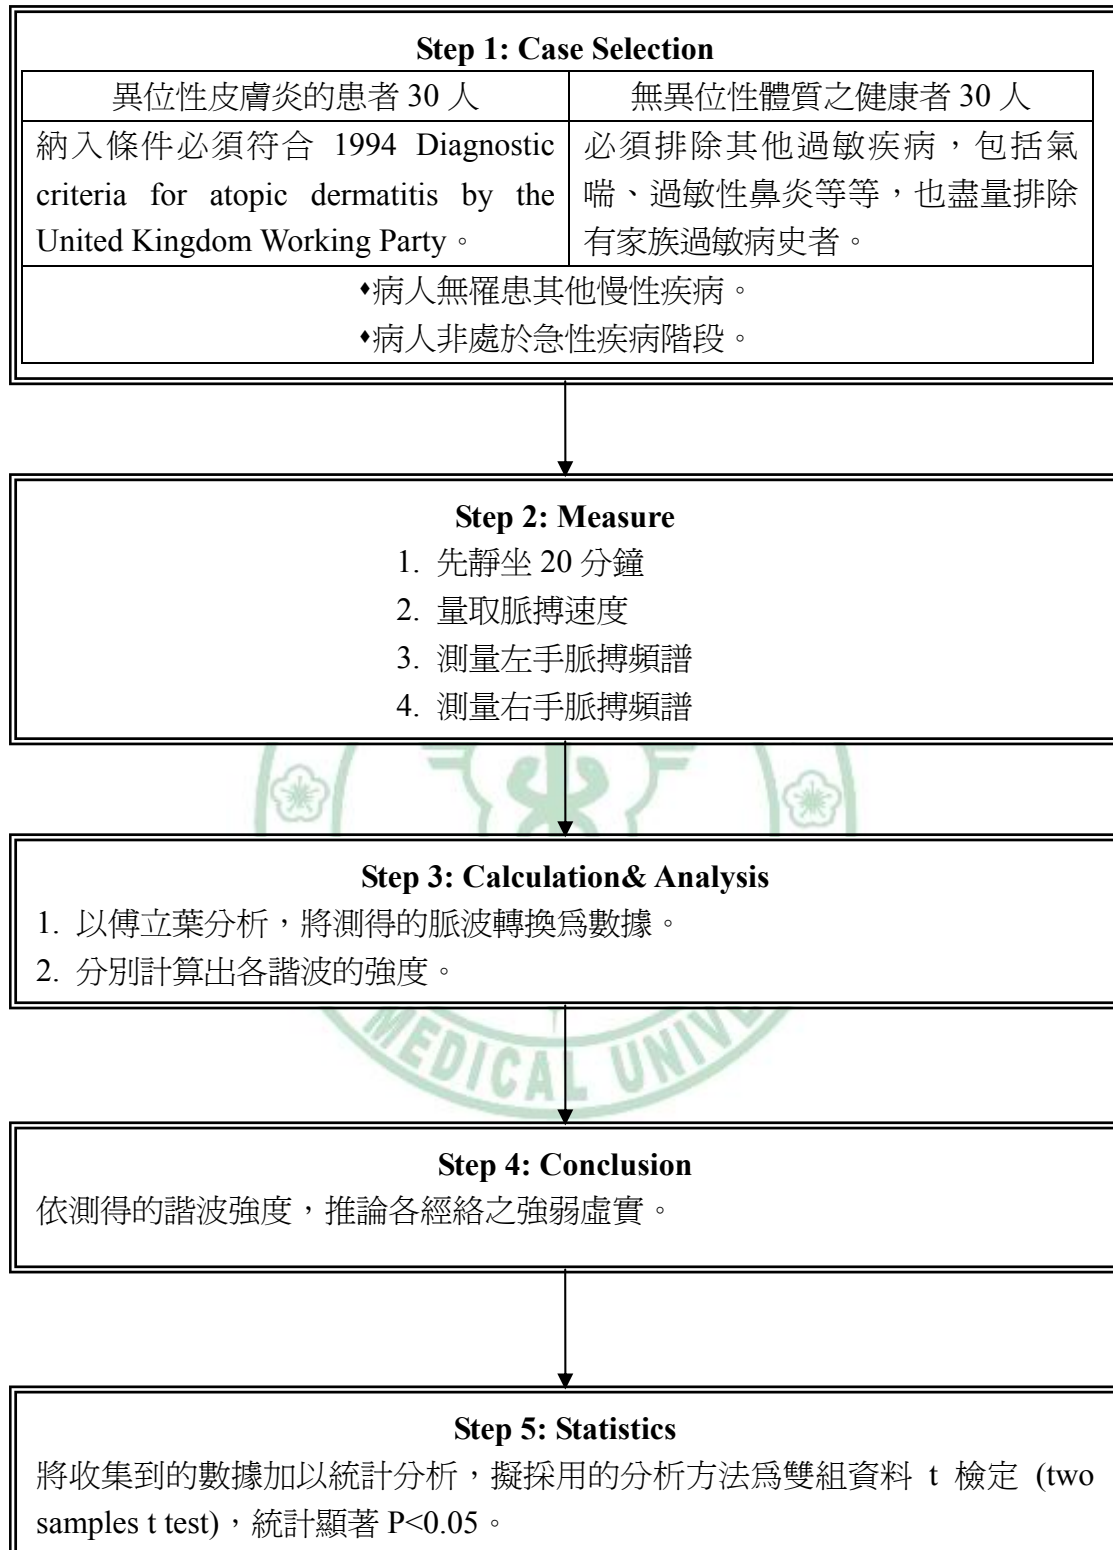 Step 1: Case Selection
異位性皮膚炎的患者 30 人
納入條件必須符合 1994 Diagnostic
criteria for atopic dermatitis by the
United Kingdom Working Party。
無異位性體質之健康者 30 人
必須排除其他過敏疾病，包括氣
喘、過敏性鼻炎等等，也盡量排除
有家族過敏病史者。
♦病人無罹患其他慢性疾病。
♦病人非處於急性疾病階段。
Step 2: Measure
1. 先靜坐 20 分鐘
2. 量取脈搏速度
3. 測量左手脈搏頻譜
4. 測量右手脈搏頻譜
Step 3: Calculation& Analysis
1. 以傅立葉分析，將測得的脈波轉換為數據。
2. 分別計算出各諧波的強度。
MEDICAL UNIV
Step 4: Conclusion
依測得的諧波強度，推論各經絡之強弱虛實。
Step 5: Statistics
將收集到的數據加以統計分析，擬採用的分析方法為雙組資料 t 檢定 (two
samples t test)，統計顯著 P<0.05。